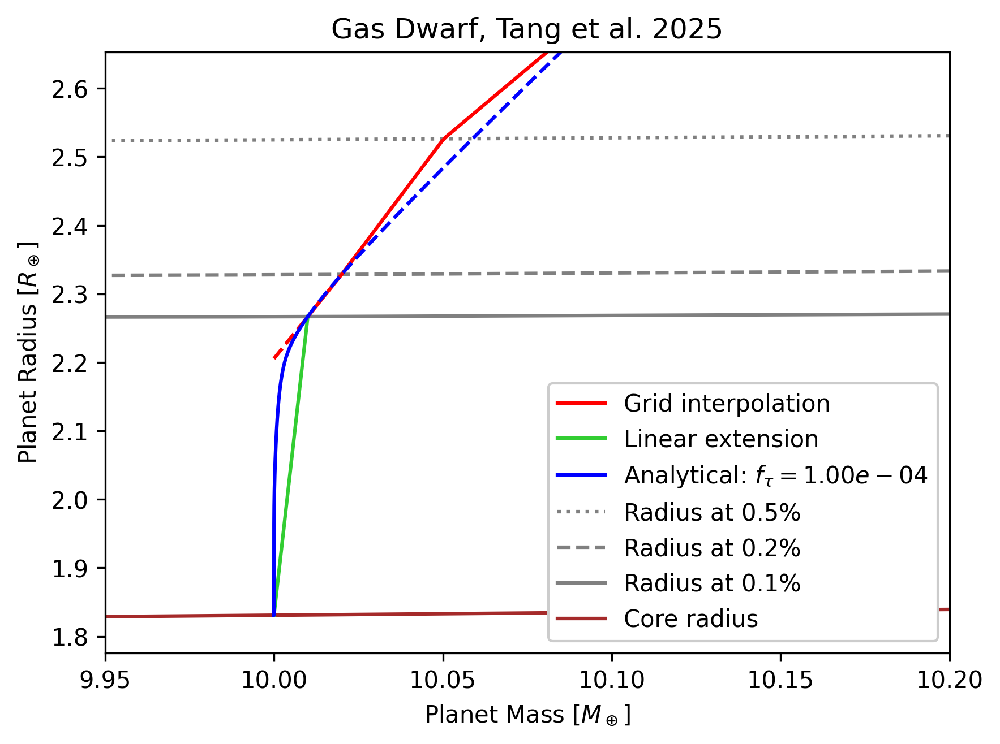 Gas Dwarf, Tang et al. 2025
Planet Radius [R⊕]
2.6
2.5
2.4
2.3
2.2
2.1
2.0
1.9
1.8
Grid interpolation
Linear extension
Analytical: fτ = 1.00e − 04
Radius at 0.5%
Radius at 0.2%
Radius at 0.1%
Core radius
9.95 10.00 10.05 10.10 10.15 10.20
Planet Mass [M⊕]